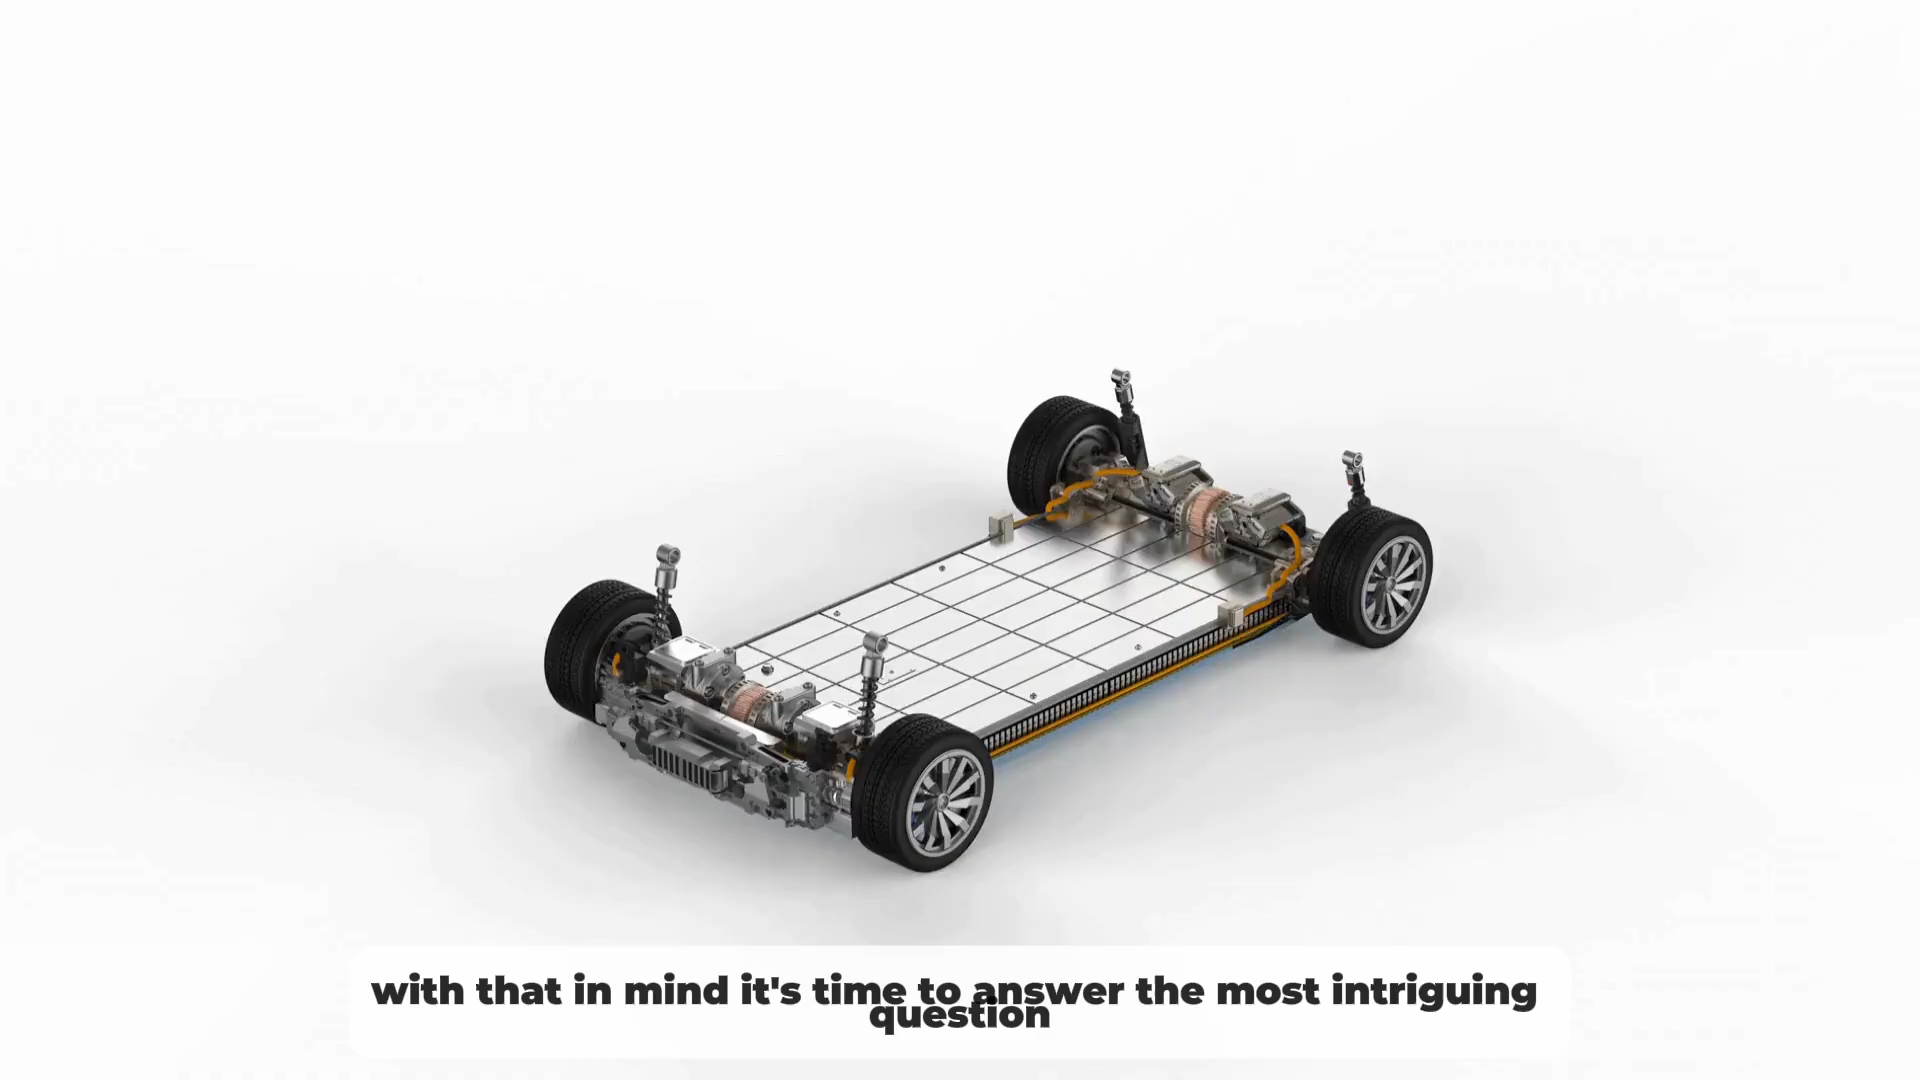 with that in mind it's time to answer the most intriguing
question